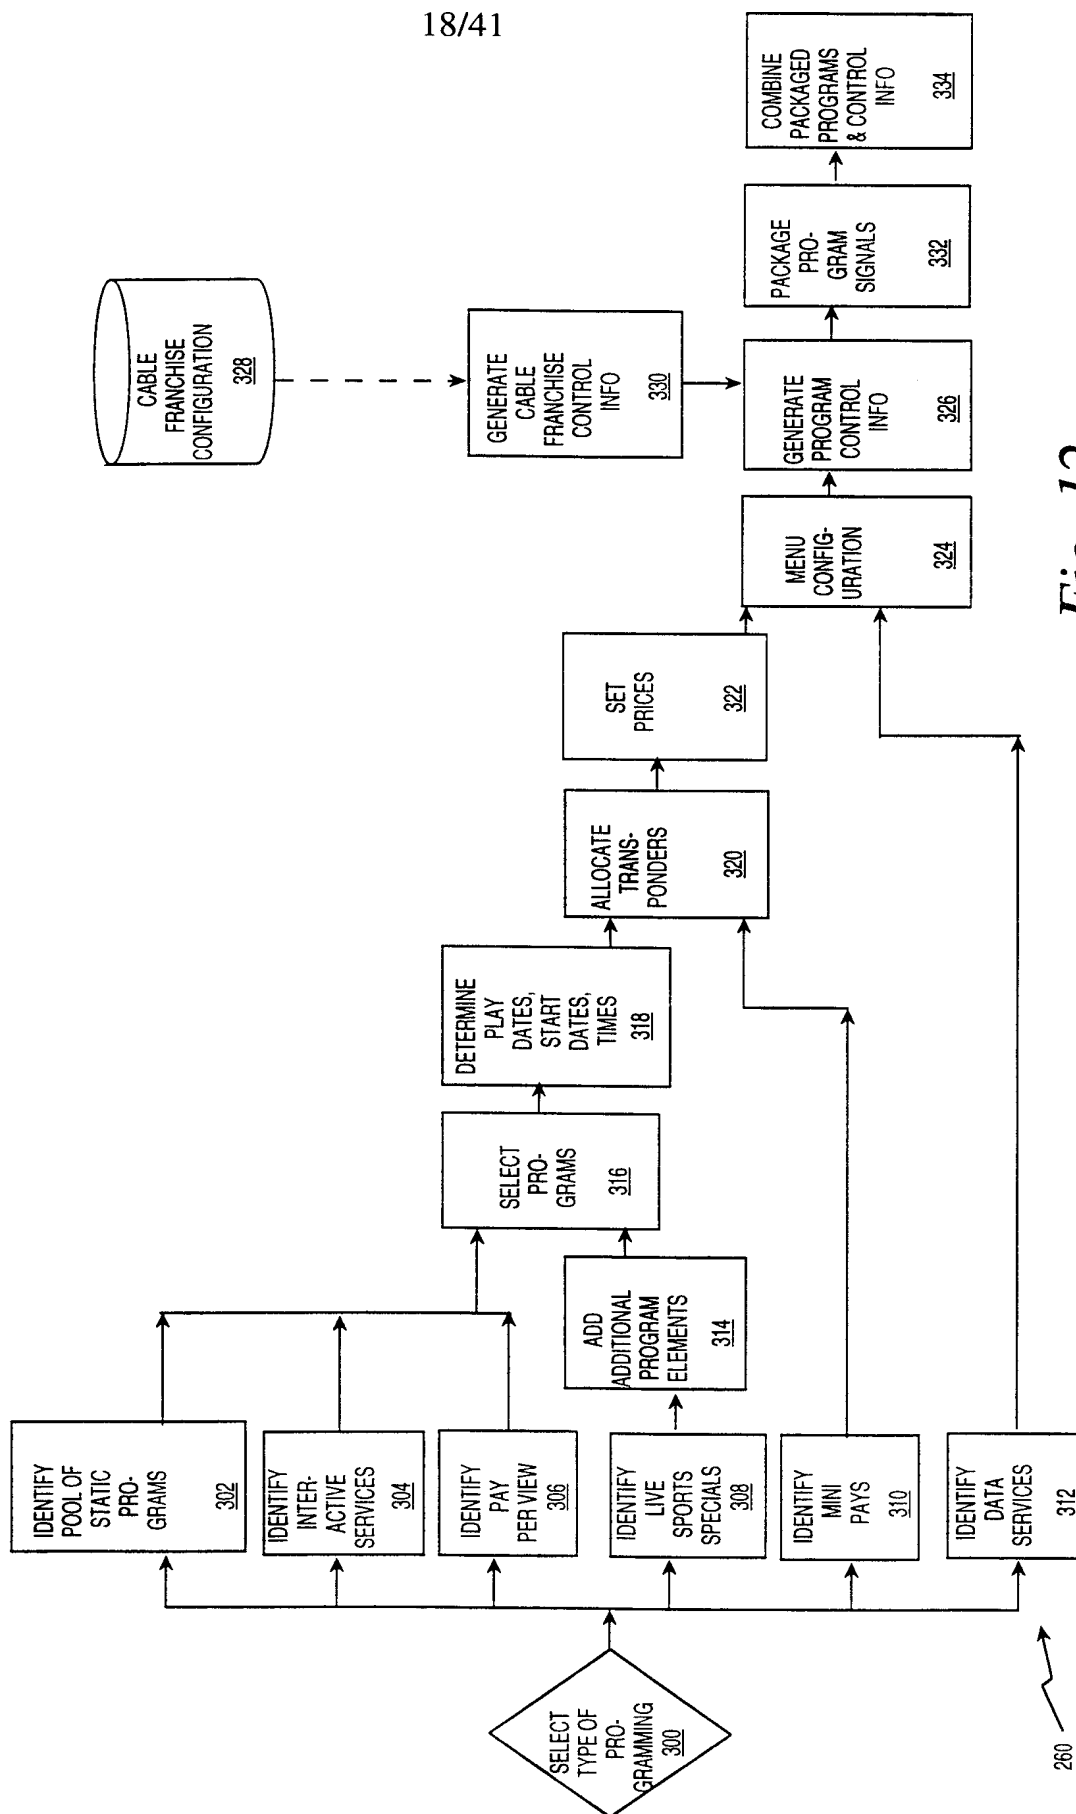 18/41
SELECT
TYPE OF
PRO-
GRAMMING
300
IDENTIFY
POOL OF
STATIC
PRO-
GRAMS
302
IDENTIFY
INTER-
ACTIVE
SERVICES
304
IDENTIFY
PAY
PER VIEW
306
IDENTIFY
LIVE
SPORTS
SPECIALS
308
IDENTIFY
MINI
PAYS
310
IDENTIFY
DATA
SERVICES
312
ADD
ADDITIONAL
PROGRAM
ELEMENTS
314
SELECT
PRO-
GRAMS
316
DETERMINE
PLAY
DATES,
START
DATES,
TIMES
318
ALLOCATE
TRANS-
PONDERS
320
SET
PRICES
322
MENU
CONFIG-
URATION
324
GENERATE
PROGRAM
CONTROL
INFO
326
CABLE
FRANCHISE
CONFIGURATION
328
GENERATE
CABLE
FRANCHISE
CONTROL
INFO
330
PACKAGE
PRO-
GRAM
SIGNALS
332
COMBINE
PACKAGED
PROGRAMS
& CONTROL
INFO
334
260